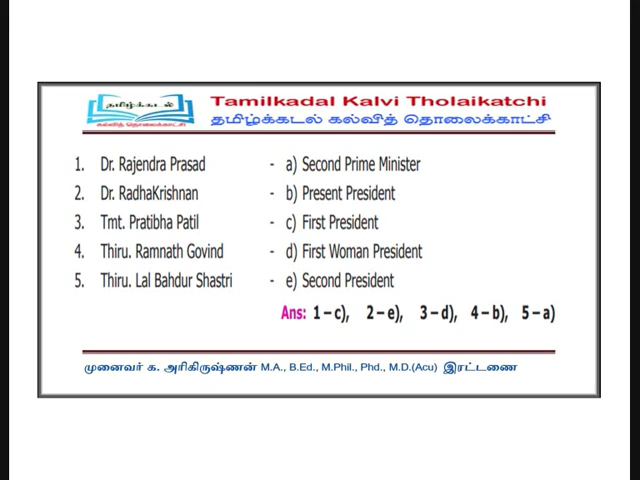 தமிழ்க்கடல்
கல்வித் தொலைக்காட்சி
Tamilkadal Kalvi Tholaikatchi
தமிழ்க்கடல் கல்வித் தொலைக்காட்சி
1. Dr. Rajendra Prasad - a) Second Prime Minister
2. Dr. RadhaKrishnan - b) Present President
3. Tmt. Pratibha Patil - c) First President
4. Thiru. Ramnath Govind - d) First Woman President
5. Thiru. Lal Bahdur Shastri - e) Second President
Ans: 1 – c), 2 – e), 3 – d), 4 – b), 5 – a)
முனைவர் க. அரிகிருஷ்ணன் M.A., B.Ed., M.Phil., Phd., M.D.(Acu) இரட்டணை